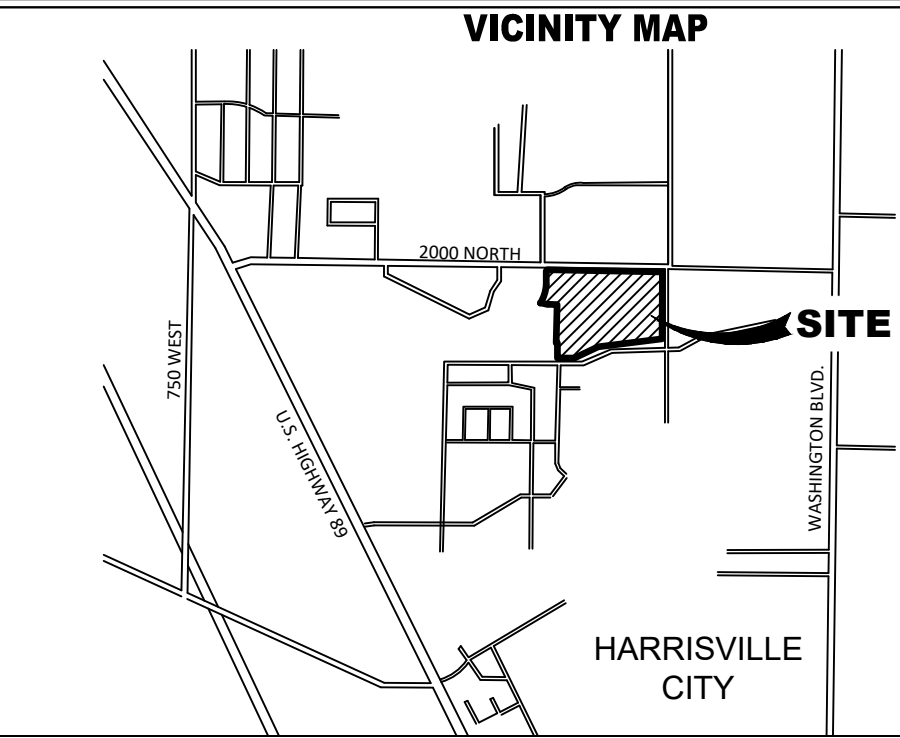 VICINITY MAP
2000 NORTH
SITE
750 WEST
U.S. HIGHWAY 89
WASHINGTON BLVD.
HARRISVILLE
CITY